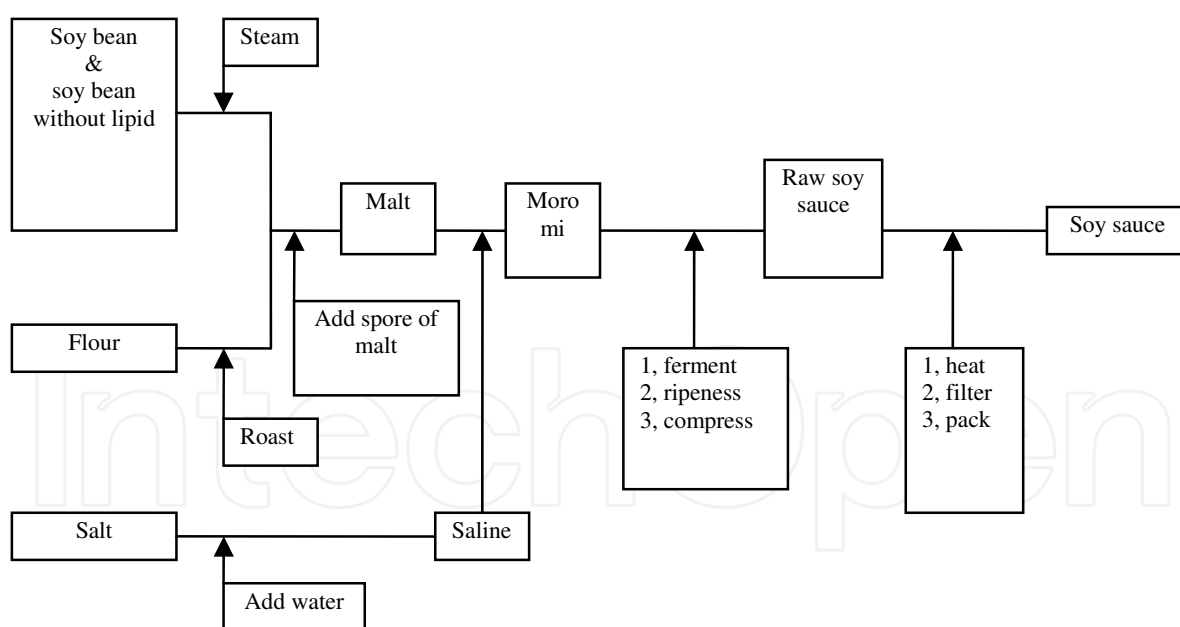 Soy bean
&
soy bean
without lipid
Steam
Malt
Moro
mi
Raw soy
sauce
Soy sauce
Add spore of
malt
Flour
Roast
1, ferment
2, ripeness
3, compress
1, heat
2, filter
3, pack
Salt
Saline
Add water
IntechOpen